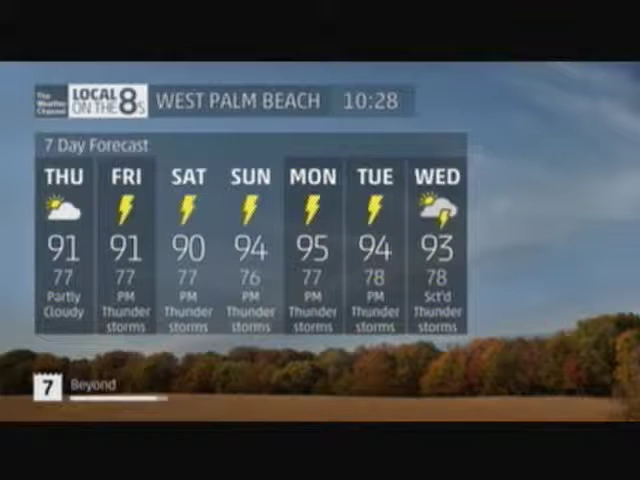 The Weather Channel LOCAL ON THE 8s WEST PALM BEACH 10:28
7 Day Forecast
THU FRI SAT SUN MON TUE WED
91 91 90 94 95 94 93
77 77 77 76 77 78 78
Partly PM PM PM PM PM Sct'd
Cloudy Thunder Thunder Thunder Thunder Thunder Thunder
storms storms storms storms storms storms
7 Beyond